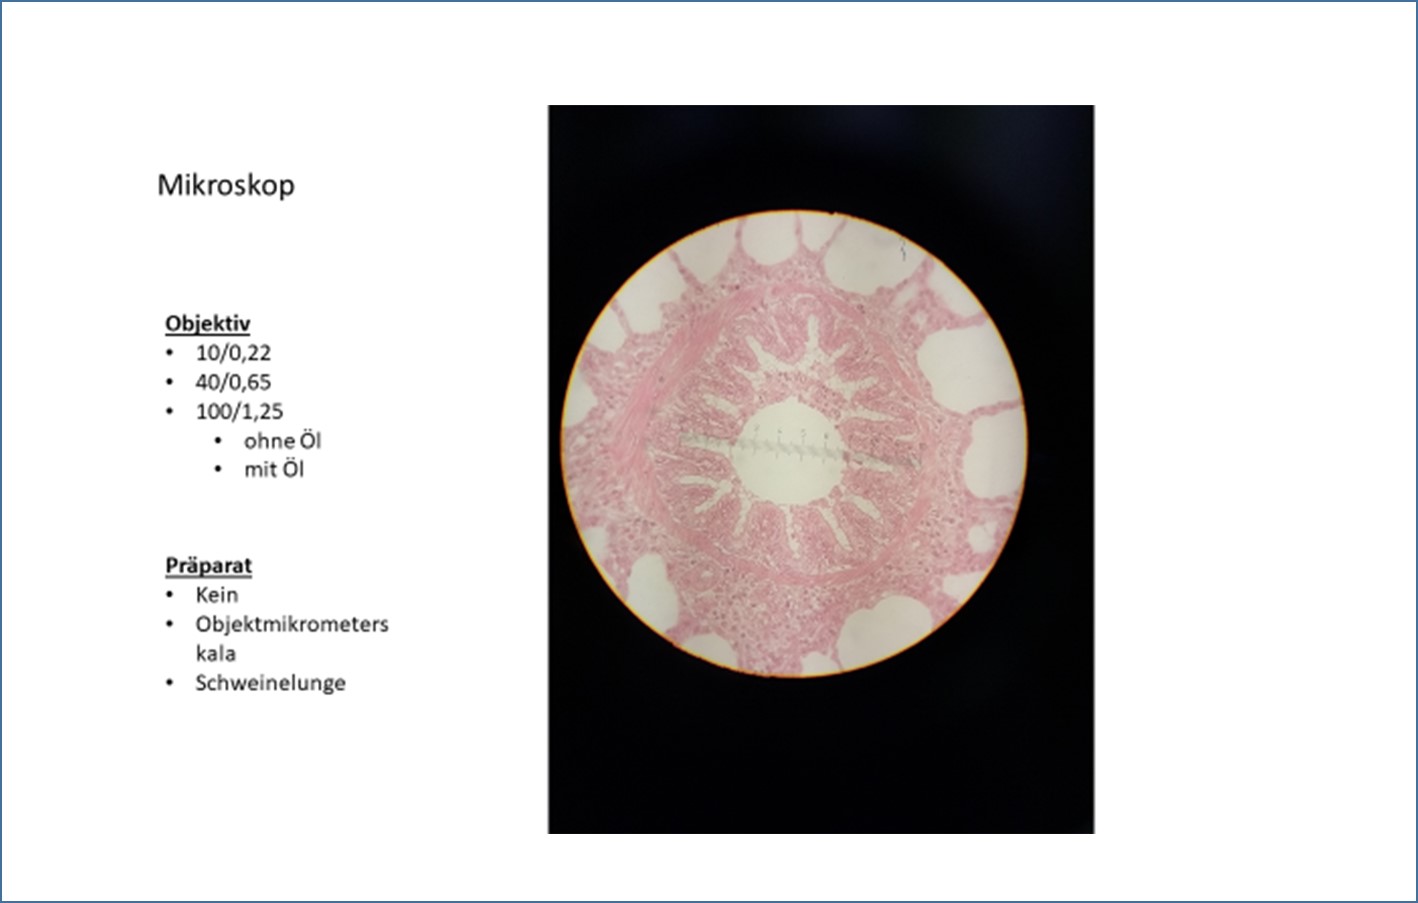 Mikroskop
Objektiv
• 10/0,22
• 40/0,65
• 100/1,25
• ohne Öl
• mit Öl
Präparat
• Kein
• Objektmikrometers
kala
• Schweinelunge